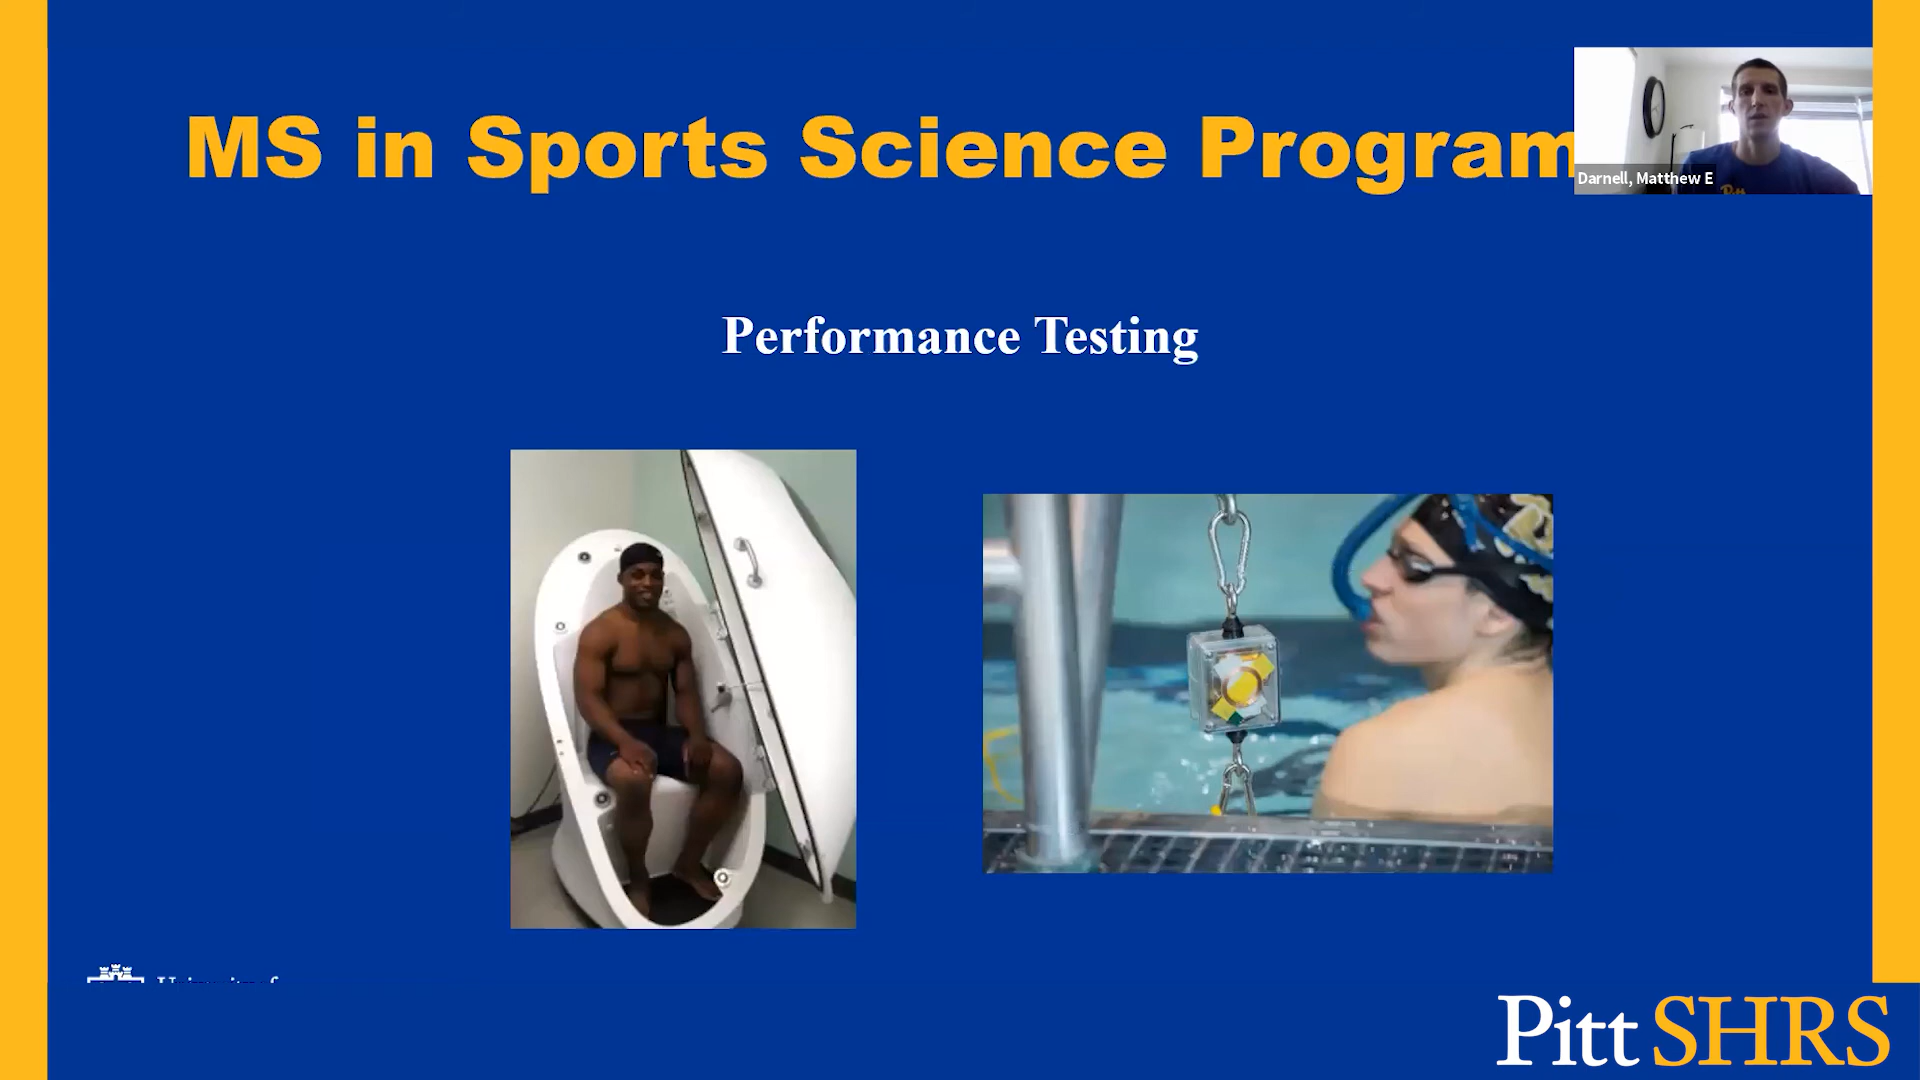 MS in Sports Science Program
Darnell, Matthew E
Performance Testing
Pitt SHRS